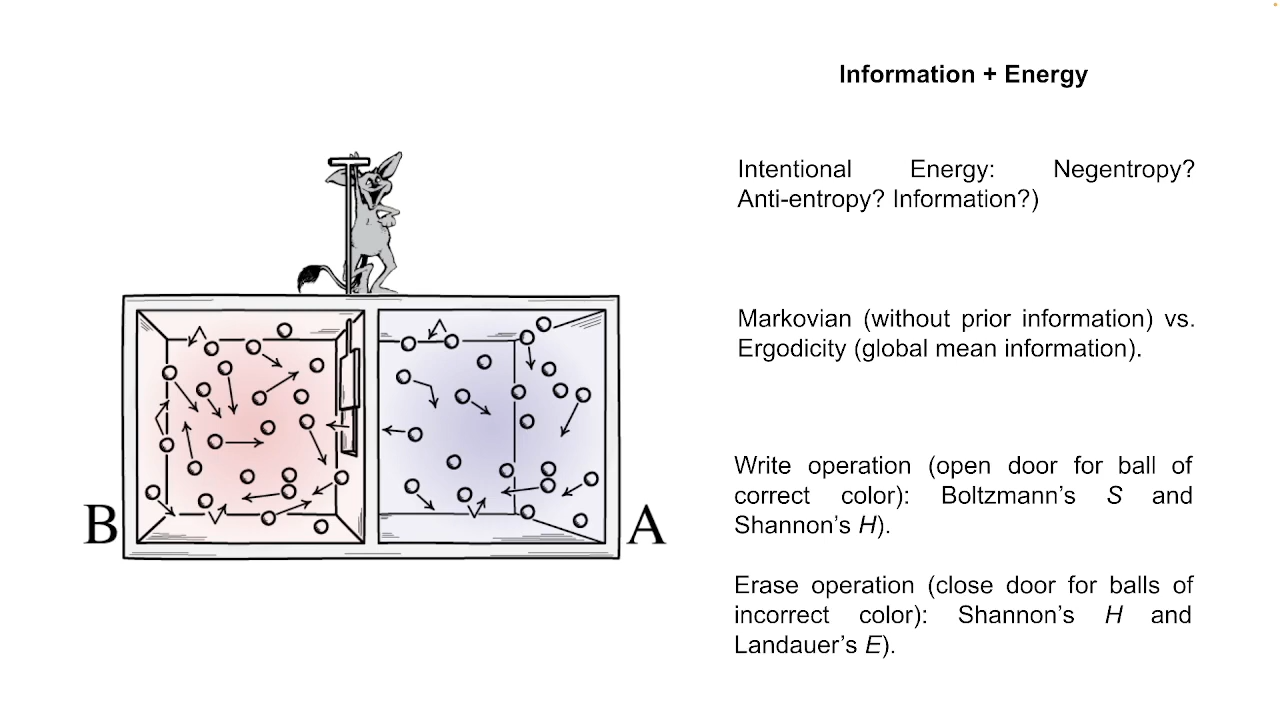 Information + Energy
Intentional Energy: Negentropy?
Anti-entropy? Information?)
Markovian (without prior information) vs.
Ergodicity (global mean information).
Write operation (open door for ball of
correct color): Boltzmann's S and
Shannon's H).
Erase operation (close door for balls of
incorrect color): Shannon's H and
Landauer's E).
B
A